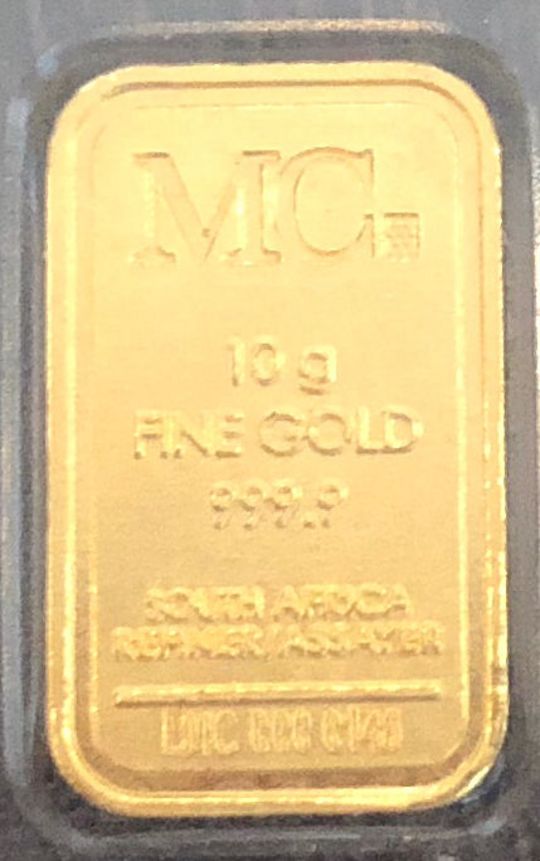 MC
10 g
FINE GOLD
999.9
SOUTH AFRICA
REFINER/ASSAYER